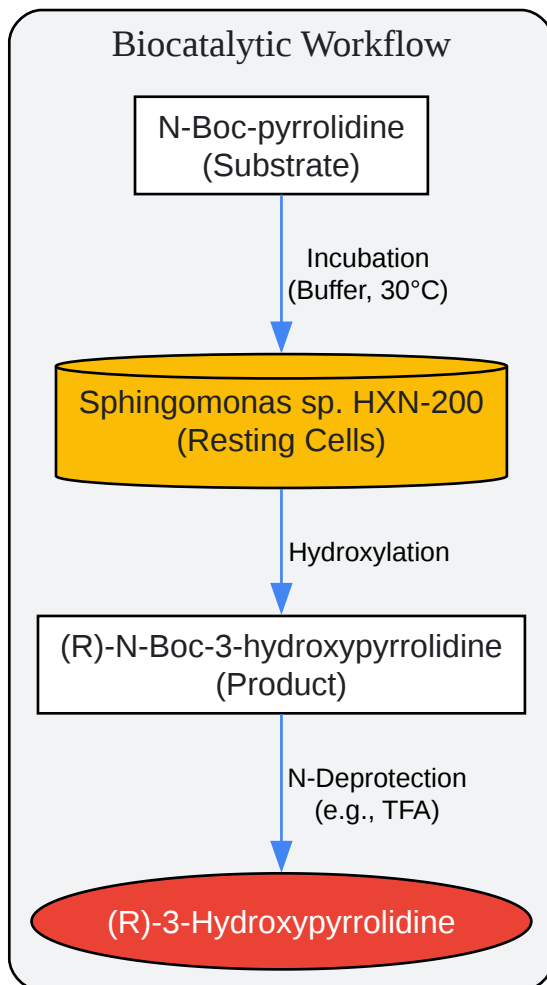 Biocatalytic Workflow
N-Boc-pyrrolidine
(Substrate)
Incubation
(Buffer, 30°C)
Sphingomonas sp. HXN-200
(Resting Cells)
Hydroxylation
(R)-N-Boc-3-hydroxypyrrolidine
(Product)
N-Deprotection
(e.g., TFA)
(R)-3-Hydroxypyrrolidine